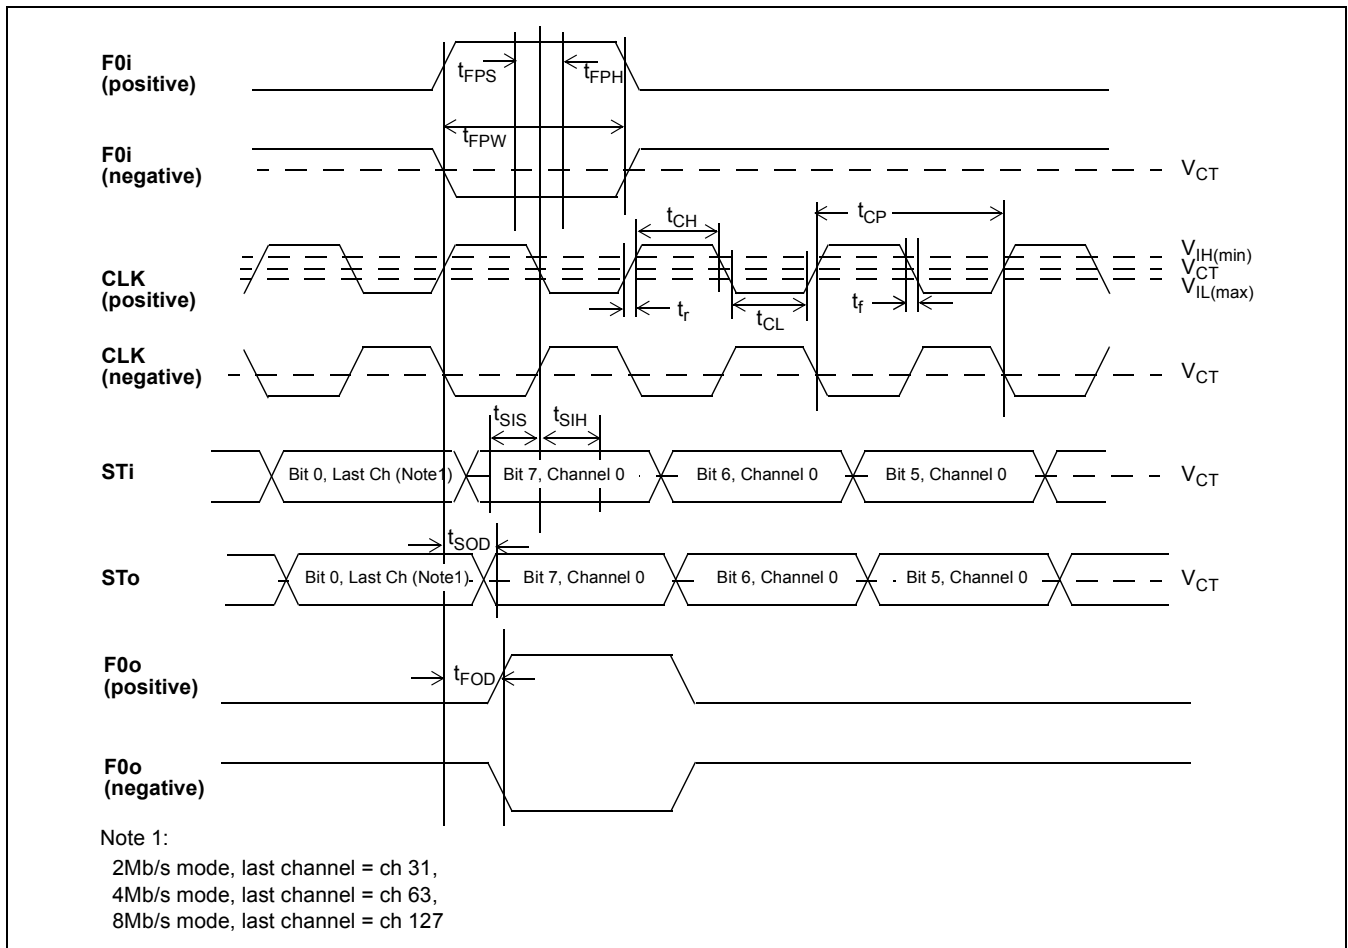 F0i
(positive)
tFPS
tFPH
tFPW
F0i
(negative)
VCT
tCH
tCP
CLK
(positive)
VIH(min)
VCT
VIL(max)
tr
tCL
tf
CLK
(negative)
VCT
tSIS
tSIH
STi
Bit 0, Last Ch (Note1)
Bit 7, Channel 0
Bit 6, Channel 0
Bit 5, Channel 0
VCT
tSOD
STo
Bit 0, Last Ch (Note1)
Bit 7, Channel 0
Bit 6, Channel 0
Bit 5, Channel 0
VCT
F0o
(positive)
tFOD
F0o
(negative)
Note 1:
2Mb/s mode, last channel = ch 31,
4Mb/s mode, last channel = ch 63,
8Mb/s mode, last channel = ch 127